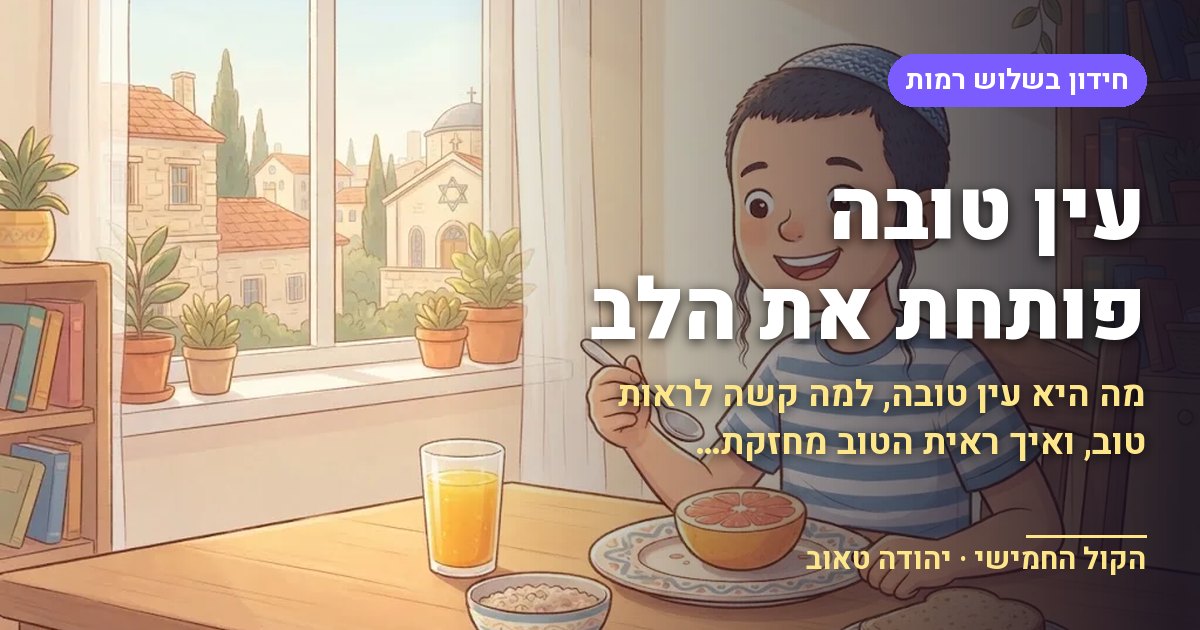 חידון בשלוש רמות
עין טובה
פותחת את הלב
מה היא עין טובה, למה קשה לראות
טוב, ואיך ראית הטוב מחזקת...
הקול החמישי · יהודה טאוב